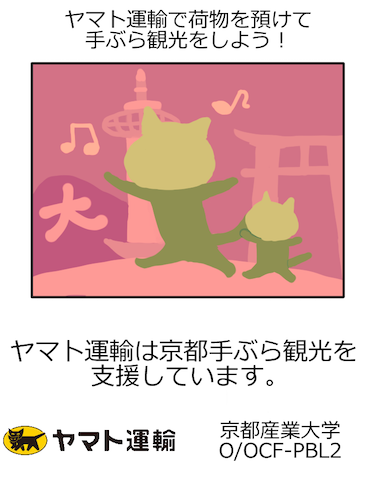 ヤマト運輸で荷物を預けて
手ぶら観光をしよう！
大
ヤマト運輸は京都手ぶら観光を
支援しています。
ヤマト運輸
京都産業大学
O/OCF-PBL2